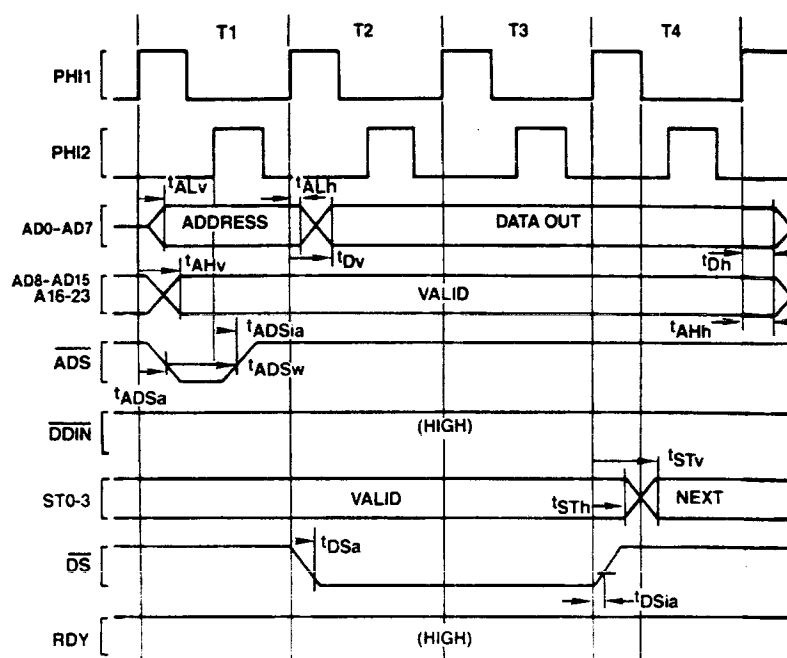 T1 T2 T3 T4
PHI1
PHI2
tALv tALh
AD0-AD7 ADDRESS DATA OUT
tAHv tDv tDh
AD8-AD15
A16-23 VALID
tADSia tAHh
ADS tADSw
tADSa
DDIN (HIGH)
tSTv
ST0-3 VALID tSTh NEXT
tDSa
DS
tDSia
RDY (HIGH)